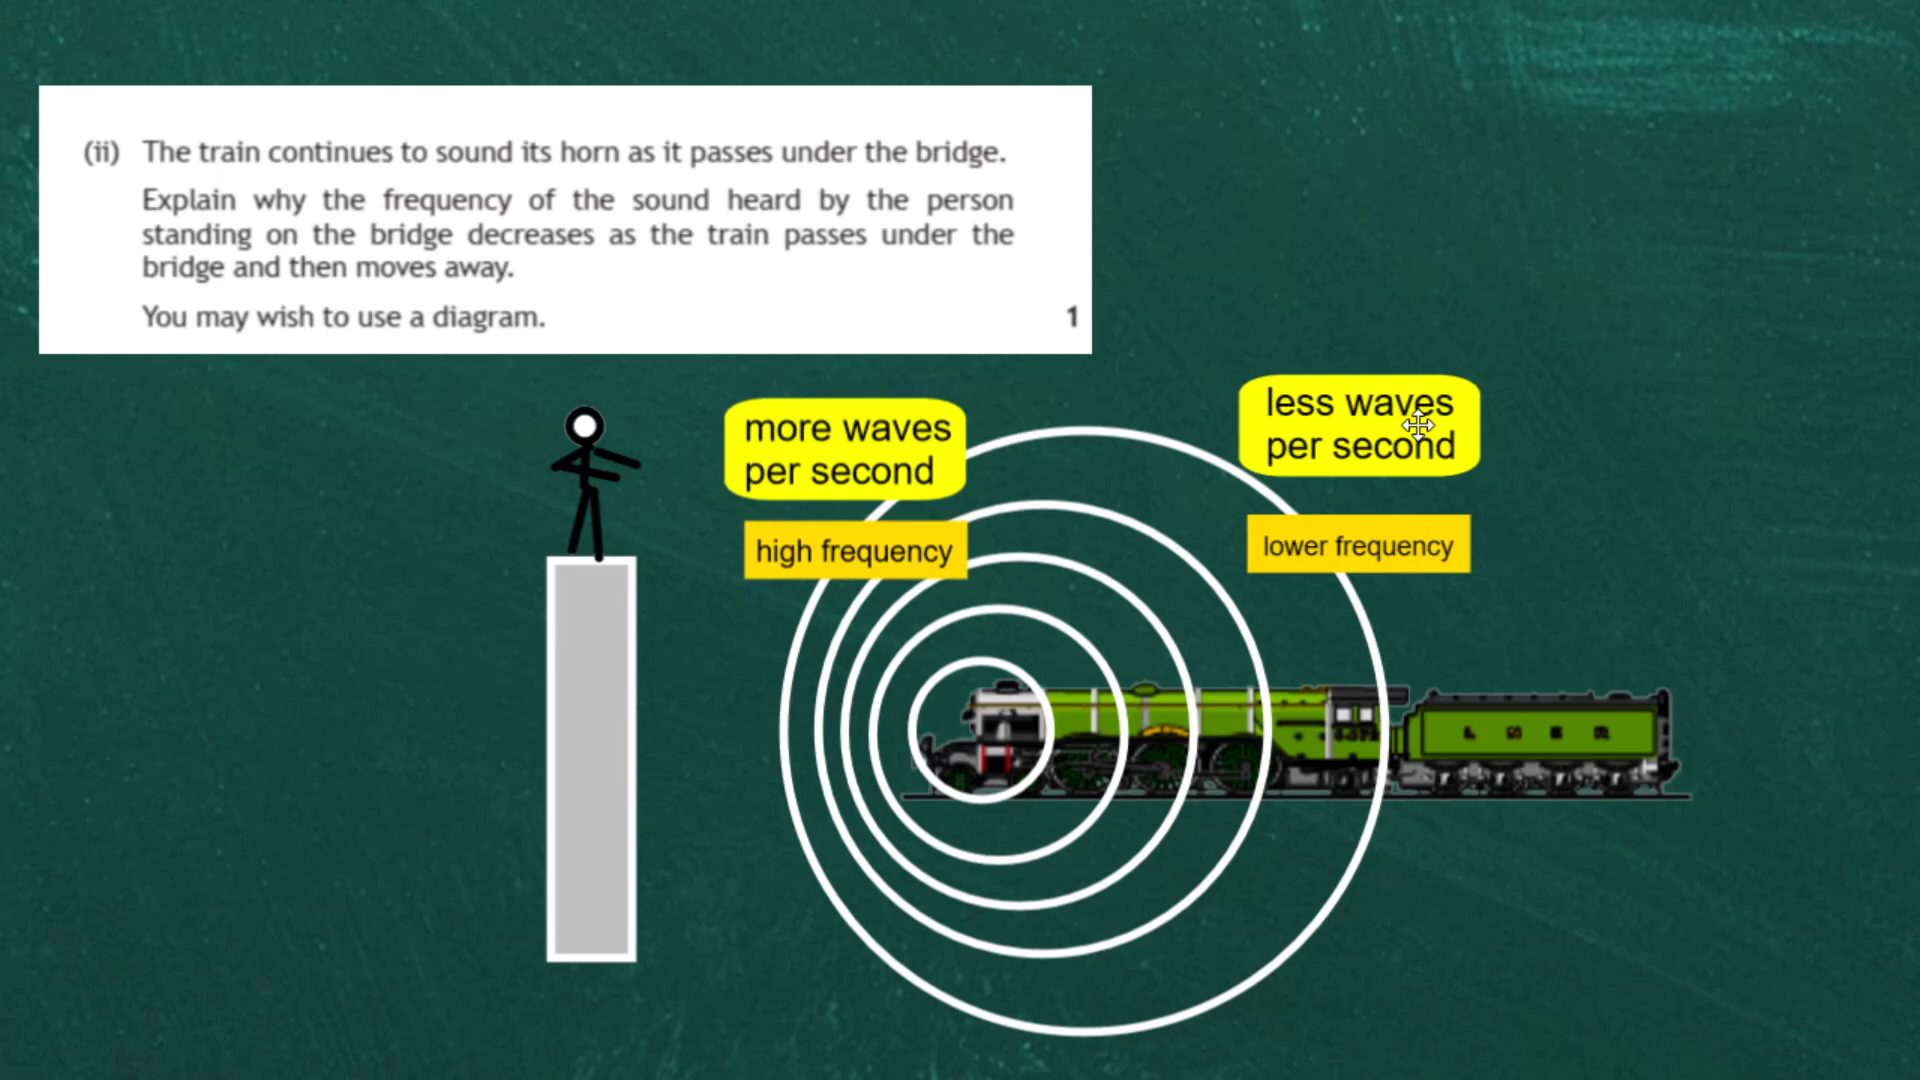 (ii) The train continues to sound its horn as it passes under the bridge.
Explain why the frequency of the sound heard by the person
standing on the bridge decreases as the train passes under the
bridge and then moves away.
You may wish to use a diagram. 1
more waves
per second
high frequency
less waves
per second
lower frequency
L N E R